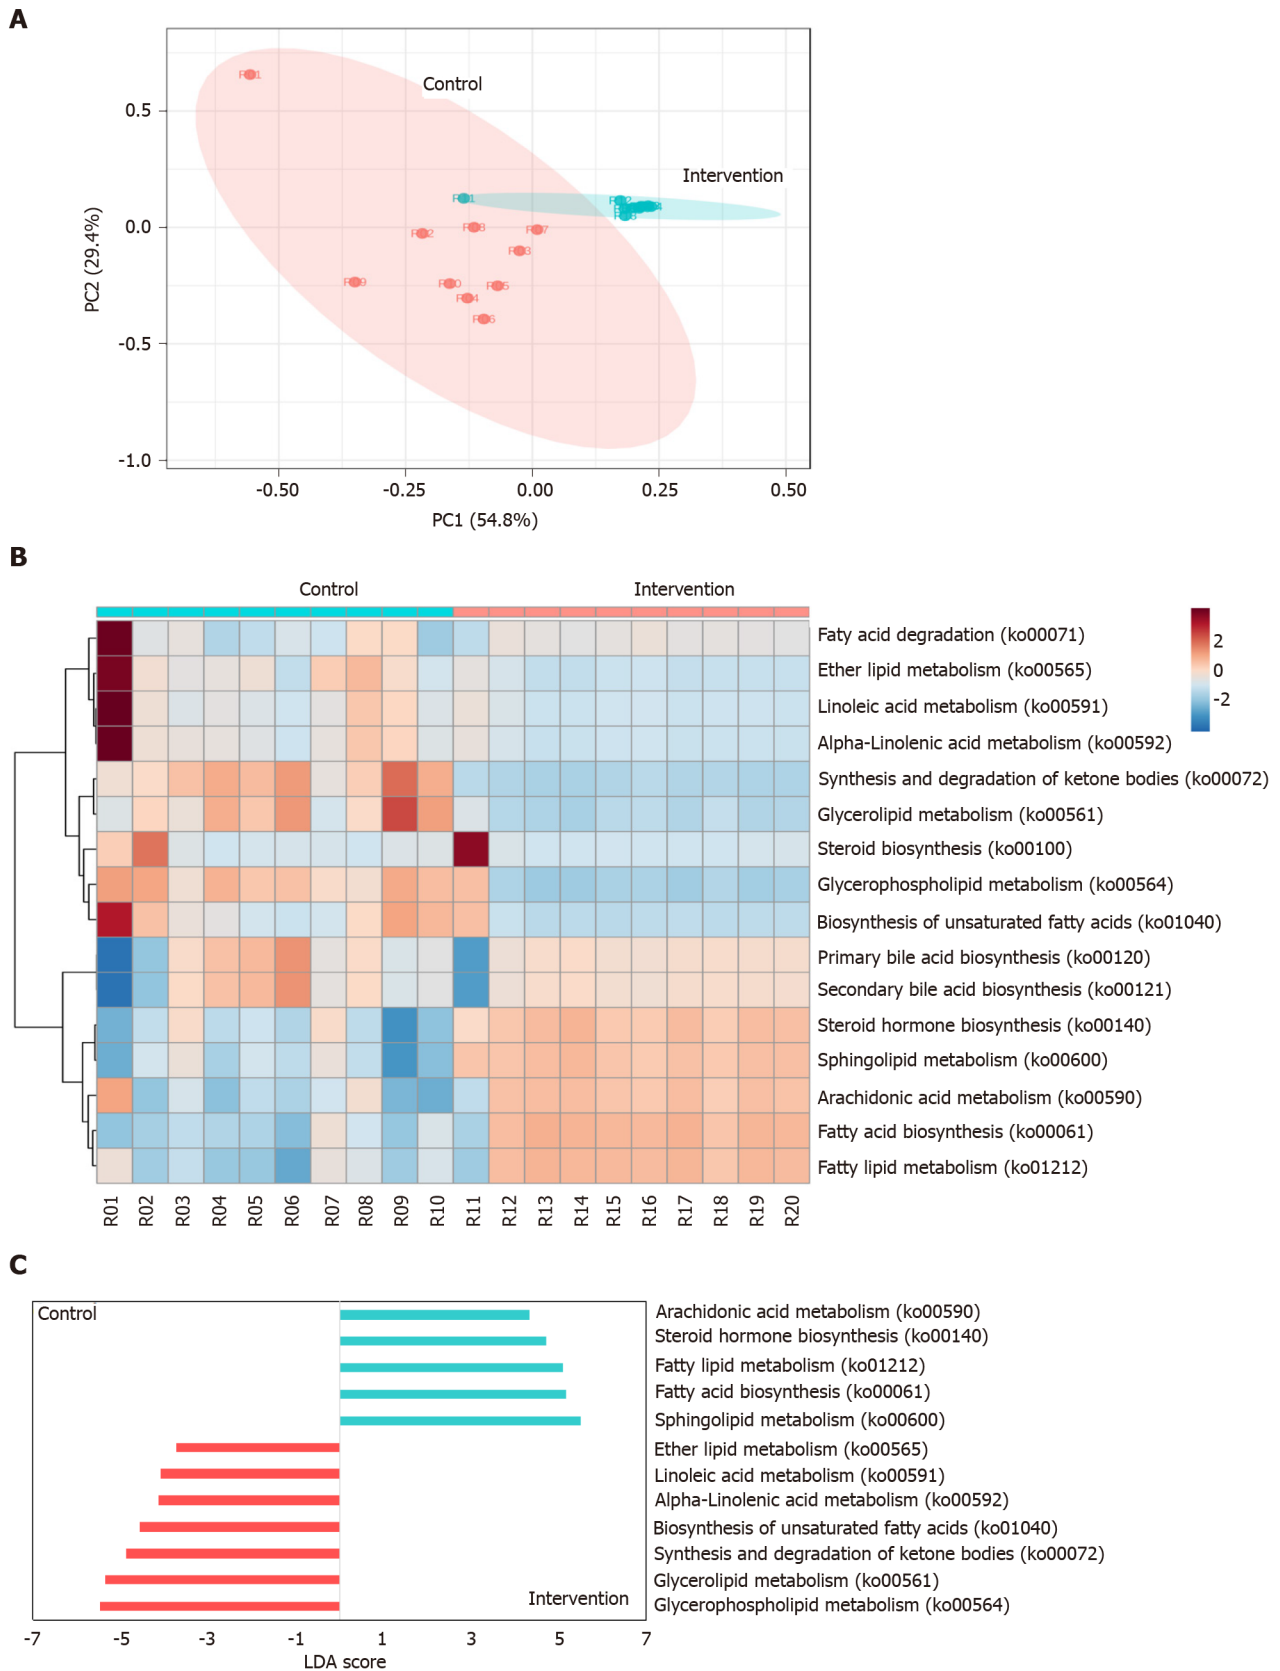 A
Control
Intervention
0.5
0.0
-0.5
-1.0
PC2 (29.4%)
-0.50 -0.25 0.00 0.25 0.50
PC1 (54.8%)
B
Control Intervention
Faty acid degradation (ko00071)
Ether lipid metabolism (ko00565)
Linoleic acid metabolism (ko00591)
Alpha-Linolenic acid metabolism (ko00592)
Synthesis and degradation of ketone bodies (ko00072)
Glycerolipid metabolism (ko00561)
Steroid biosynthesis (ko00100)
Glycerophospholipid metabolism (ko00564)
Biosynthesis of unsaturated fatty acids (ko01040)
Primary bile acid biosynthesis (ko00120)
Secondary bile acid biosynthesis (ko00121)
Steroid hormone biosynthesis (ko00140)
Sphingolipid metabolism (ko00600)
Arachidonic acid metabolism (ko00590)
Fatty acid biosynthesis (ko00061)
Fatty lipid metabolism (ko01212)
2
0
-2
R01 R02 R03 R04 R05 R06 R07 R08 R09 R10 R11 R12 R13 R14 R15 R16 R17 R18 R19 R20
C
Control
Arachidonic acid metabolism (ko00590)
Steroid hormone biosynthesis (ko00140)
Fatty lipid metabolism (ko01212)
Fatty acid biosynthesis (ko00061)
Sphingolipid metabolism (ko00600)
Ether lipid metabolism (ko00565)
Linoleic acid metabolism (ko00591)
Alpha-Linolenic acid metabolism (ko00592)
Biosynthesis of unsaturated fatty acids (ko01040)
Synthesis and degradation of ketone bodies (ko00072)
Glycerolipid metabolism (ko00561)
Glycerophospholipid metabolism (ko00564)
Intervention
-7 -5 -3 -1 1 3 5 7
LDA score